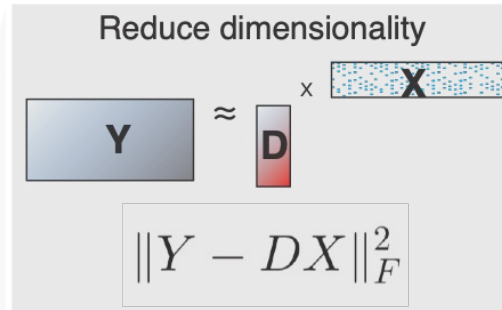 Reduce dimensionality
Y ≈ D x X
‖Y − DX‖²_F